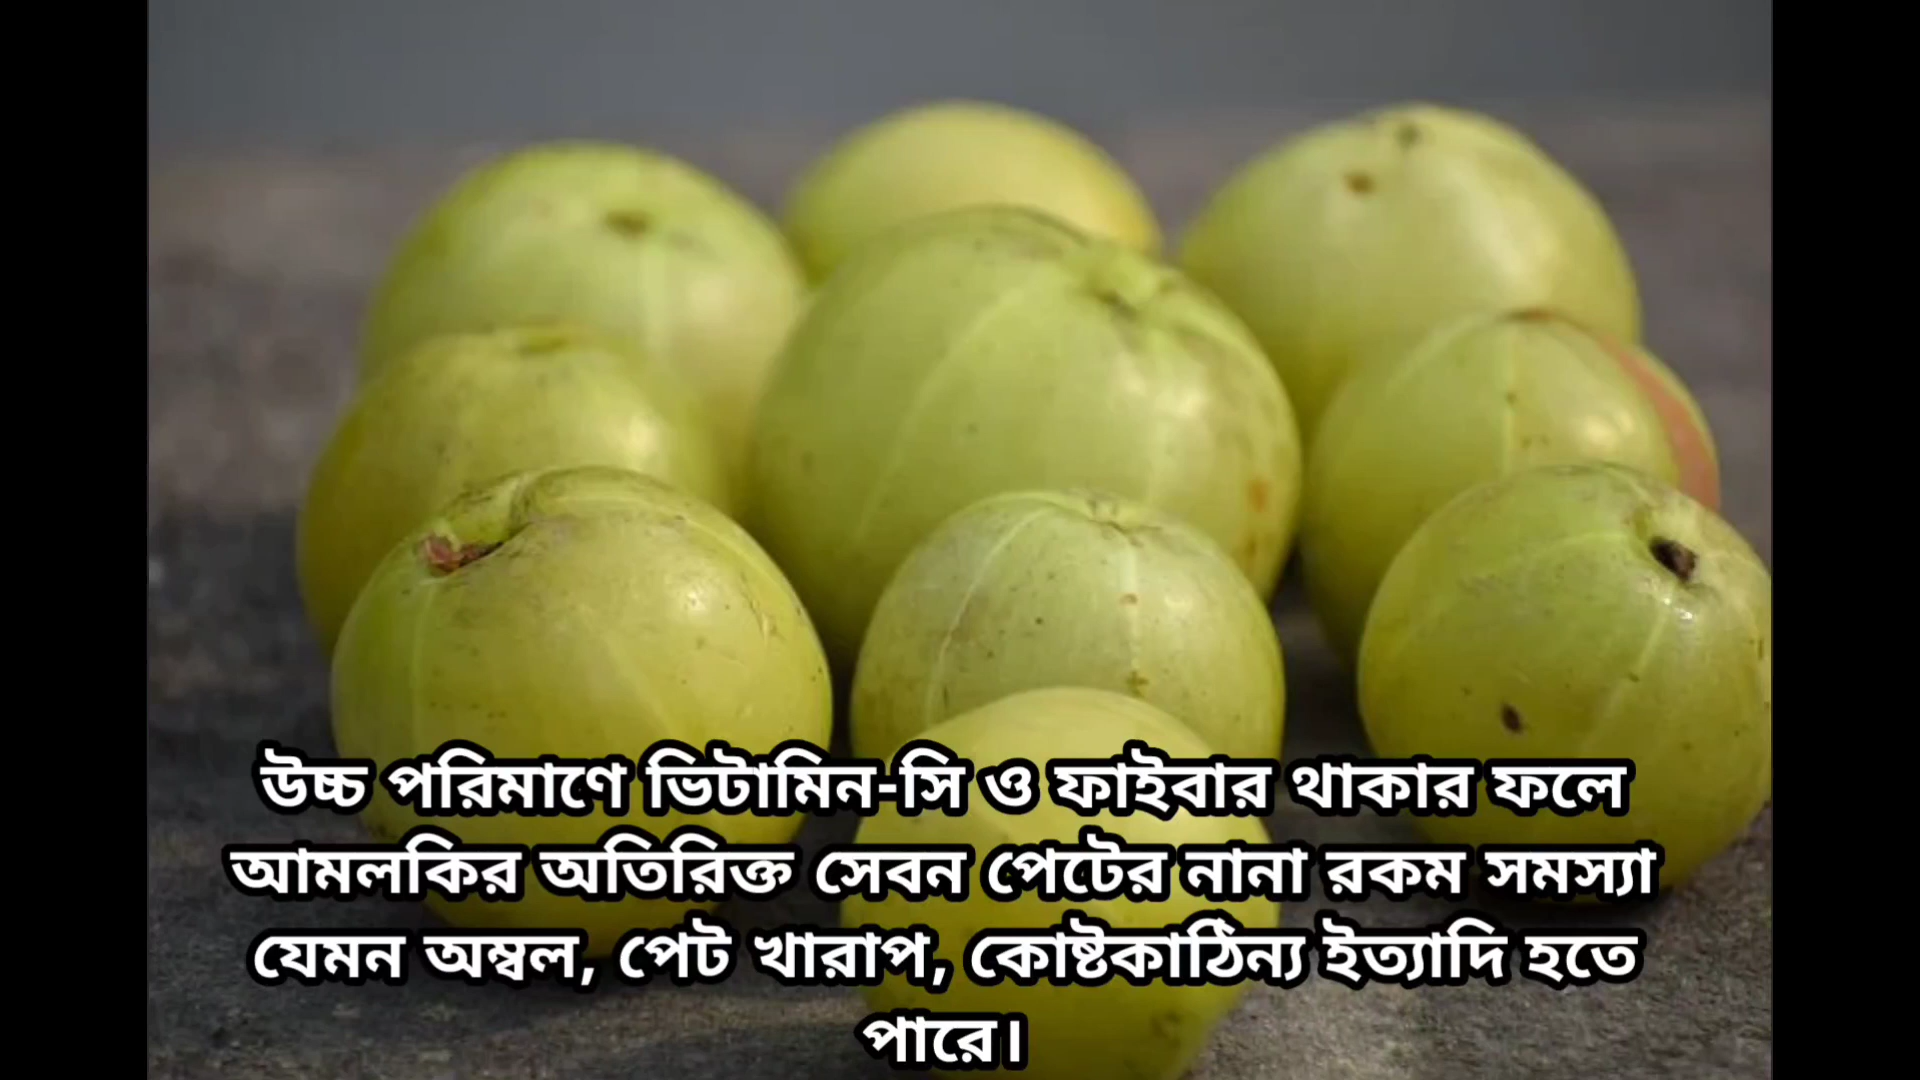 উচ্চ পরিমাণে ভিটামিন-সি ও ফাইবার থাকার ফলে
আমলকির অতিরিক্ত সেবন পেটের নানা রকম সমস্যা
যেমন অম্বল, পেট খারাপ, কোষ্টকাঠিন্য ইত্যাদি হতে
পারে।